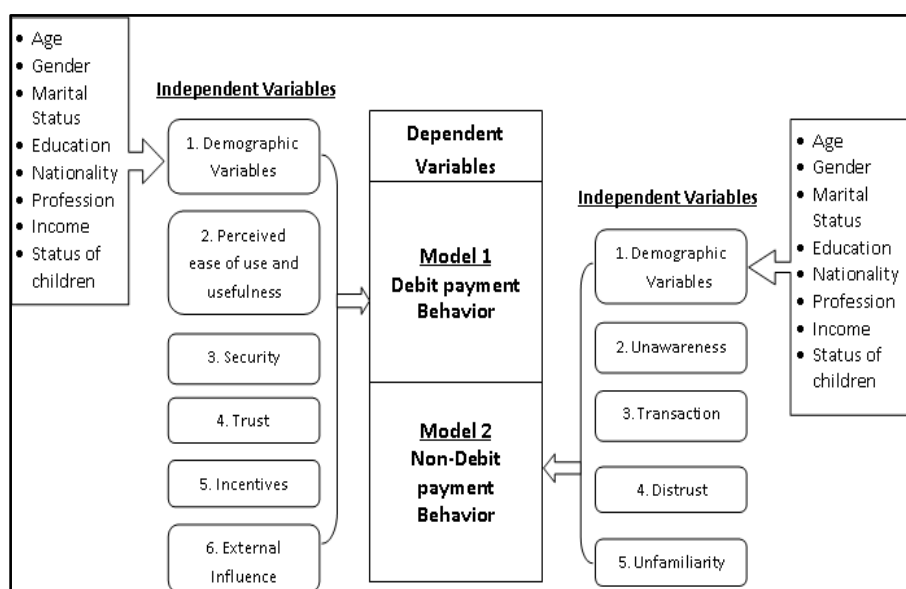 • Age
• Gender
• Marital
Status
• Education
• Nationality
• Profession
• Income
• Status of
children
Independent Variables
1. Demographic
Variables
2. Perceived
ease of use and
usefulness
3. Security
4. Trust
5. Incentives
6. External
Influence
Dependent
Variables
Model 1
Debit payment
Behavior
Model 2
Non-Debit
payment
Behavior
Independent Variables
1. Demographic
Variables
2. Unawareness
3. Transaction
4. Distrust
5. Unfamiliarity
• Age
• Gender
• Marital
Status
• Education
• Nationality
• Profession
• Income
• Status of
children